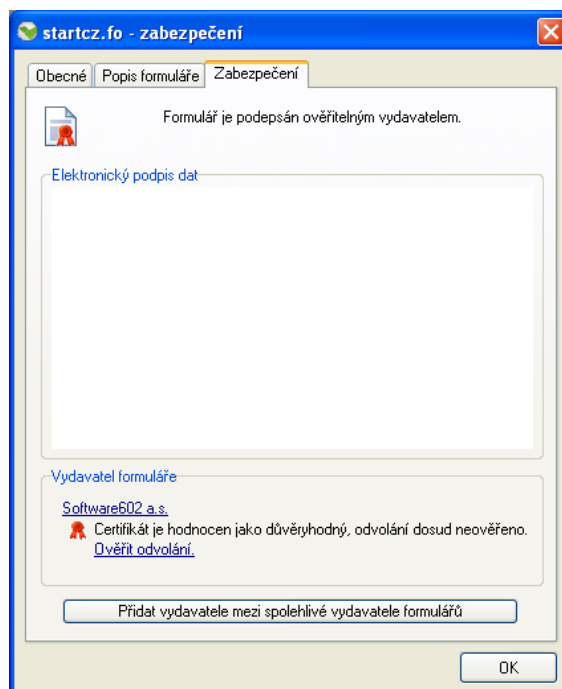 startcz.fo - zabezpečení
Obecné Popis formuláře Zabezpečení
Formulář je podepsán ověřitelným vydavatelem.
Elektronický podpis dat
Vydavatel formuláře
Software602 a.s.
Certifikát je hodnocen jako důvěryhodný, odvolání dosud neověřeno.
Ověřit odvolání.
Přidat vydavatele mezi spolehlivé vydavatele formulářů
OK